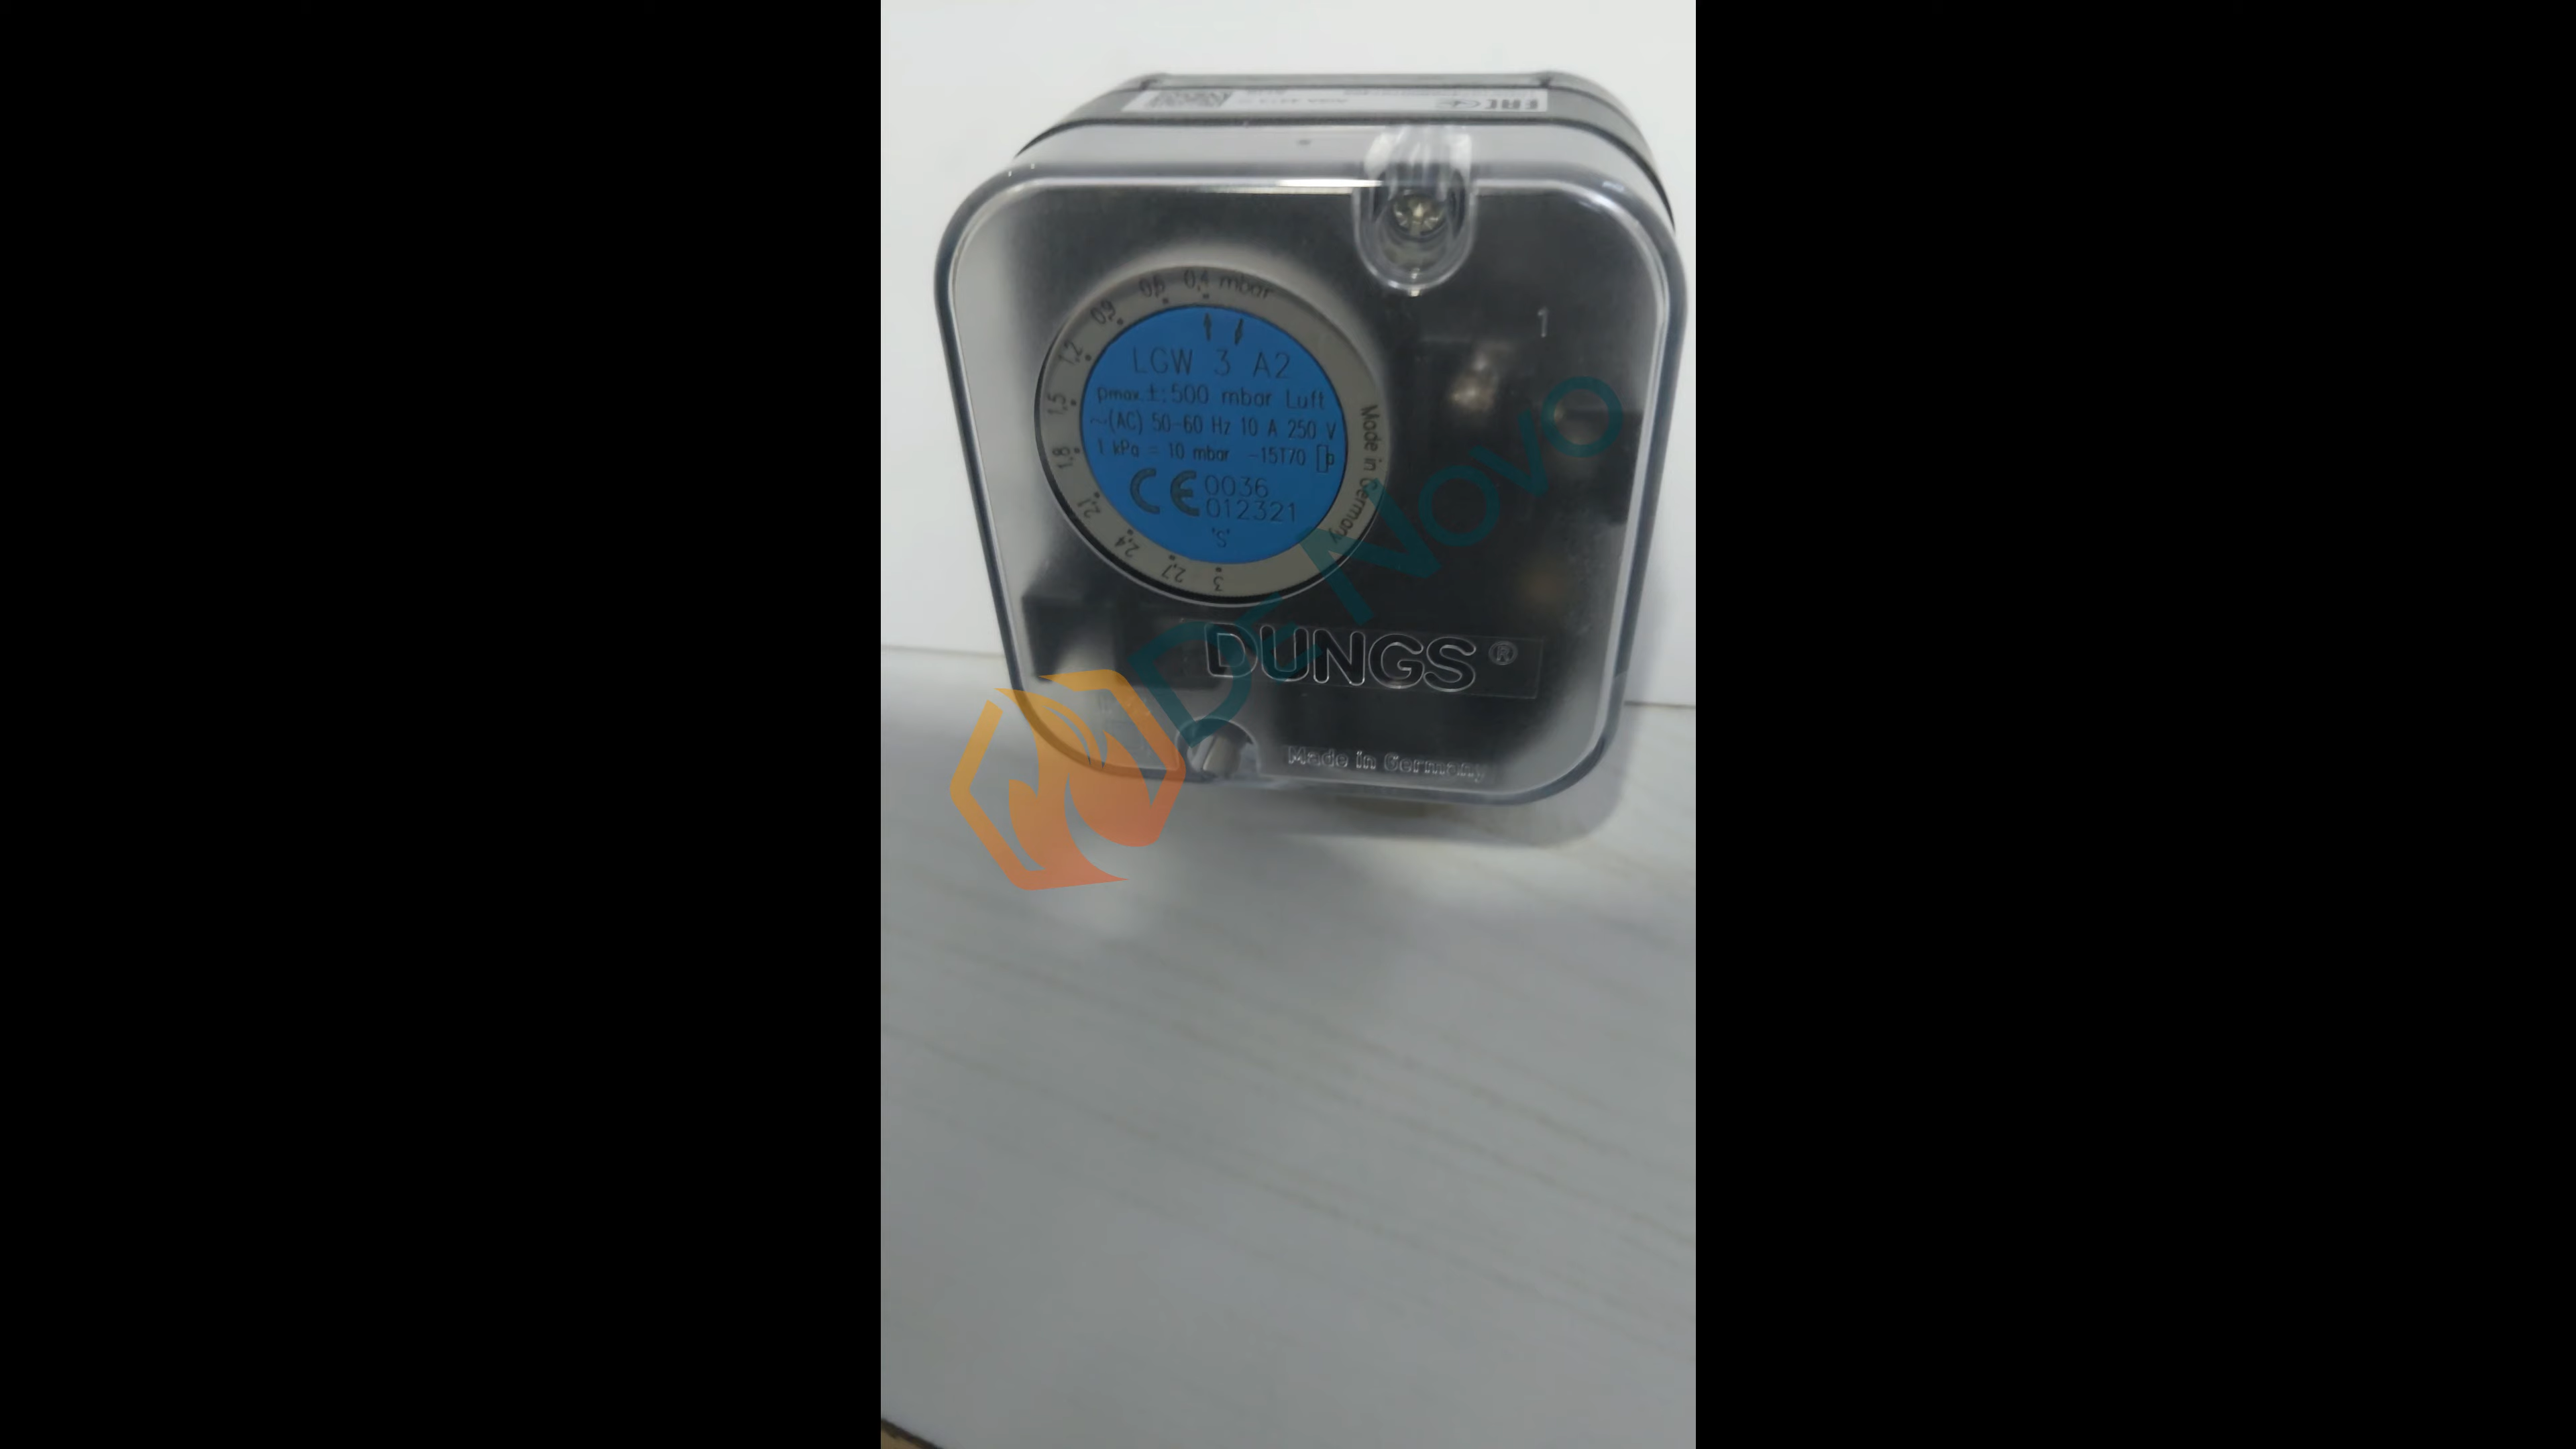 EAC
0,4 mbar
0,6
0,9
1,2
1,5
1,8
2,1
2,4
2,7
3
Made in Germany
LGW 3 A2
pmax.±:500 mbar Luft
~(AC) 50-60 Hz 10 A 250 V
1 kPa = 10 mbar -15T70
CE 0036
012321
'S'
1
DUNGS®
Made in Germany
DE NOVO